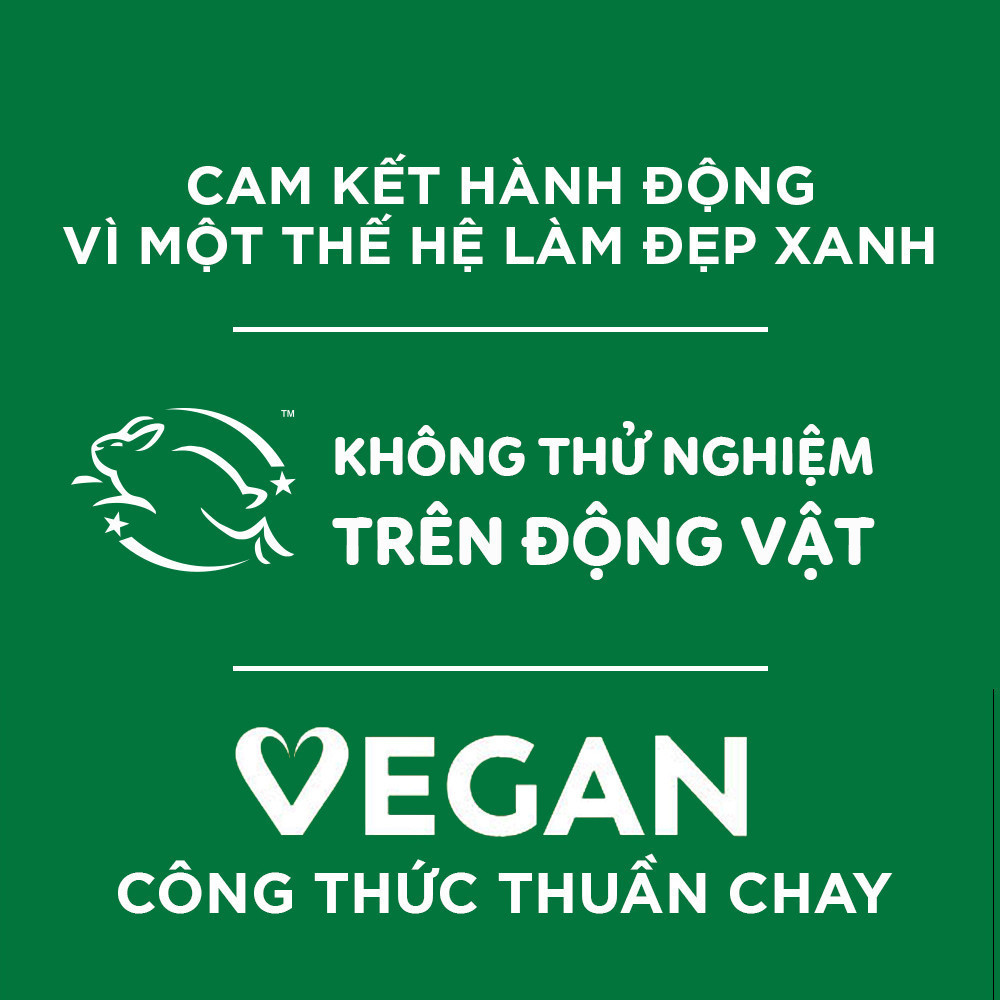 CAM KẾT HÀNH ĐỘNG
VÌ MỘT THẾ HỆ LÀM ĐẸP XANH
TM
KHÔNG THỬ NGHIỆM
TRÊN ĐỘNG VẬT
VEGAN
CÔNG THỨC THUẦN CHAY